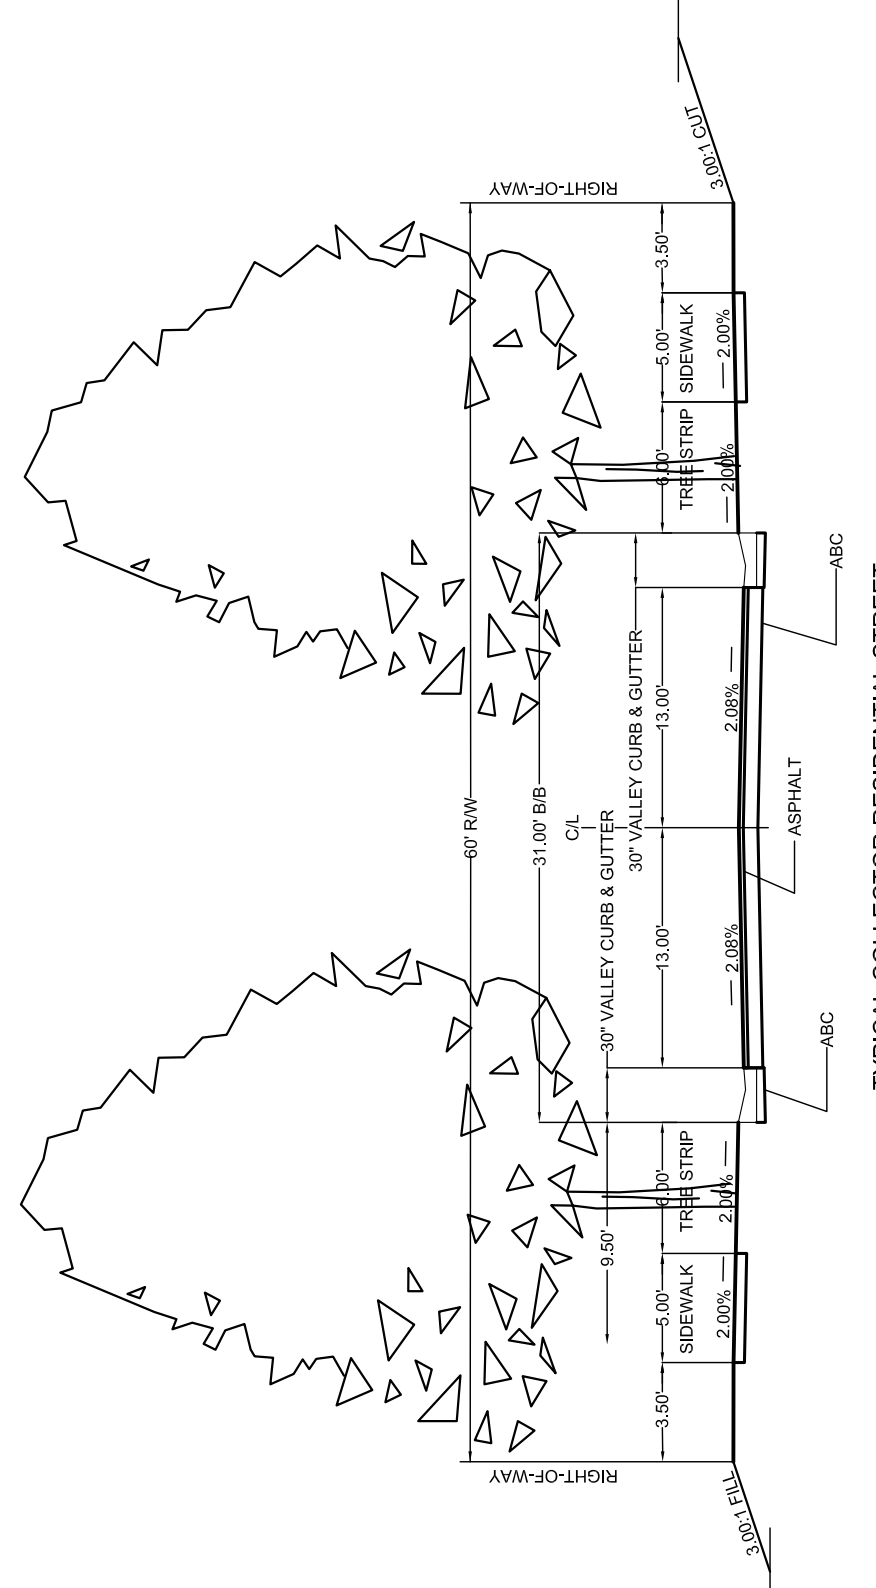 60' R/W
31.00' B/B
C/L
30" VALLEY CURB & GUTTER
30" VALLEY CURB & GUTTER
9.50'
3.50'
5.00'
6.00'
13.00'
13.00'
6.00'
5.00'
3.50'
RIGHT-OF-WAY
SIDEWALK
TREE STRIP
TREE STRIP
SIDEWALK
RIGHT-OF-WAY
3.00:1 FILL
2.00%
2.00%
2.08%
2.08%
2.00%
2.00%
3.00:1 CUT
ABC
ASPHALT
ABC
TYPICAL COLLECTOR RESIDENTIAL STREET